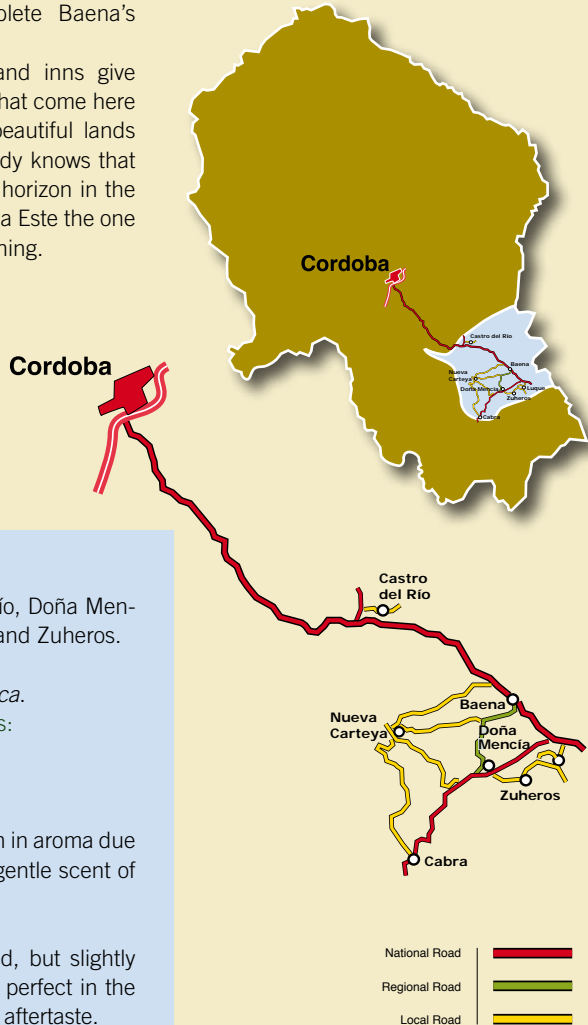 plete Baena's
and inns give
hat come here
beautiful lands
dy knows that
horizon in the
a Este the one
ning.
Cordoba
Castro del Río
Baena
Nueva
Carteya
Doña Mencía
Luque
Zuheros
Cabra
Cordoba
Castro
del Río
Baena
Nueva
Carteya
Doña
Mencía
Zuheros
Cabra
ío, Doña Men-
and Zuheros.
ca.
s:
n in aroma due
gentle scent of
d, but slightly
perfect in the
aftertaste.
National Road
Regional Road
Local Road